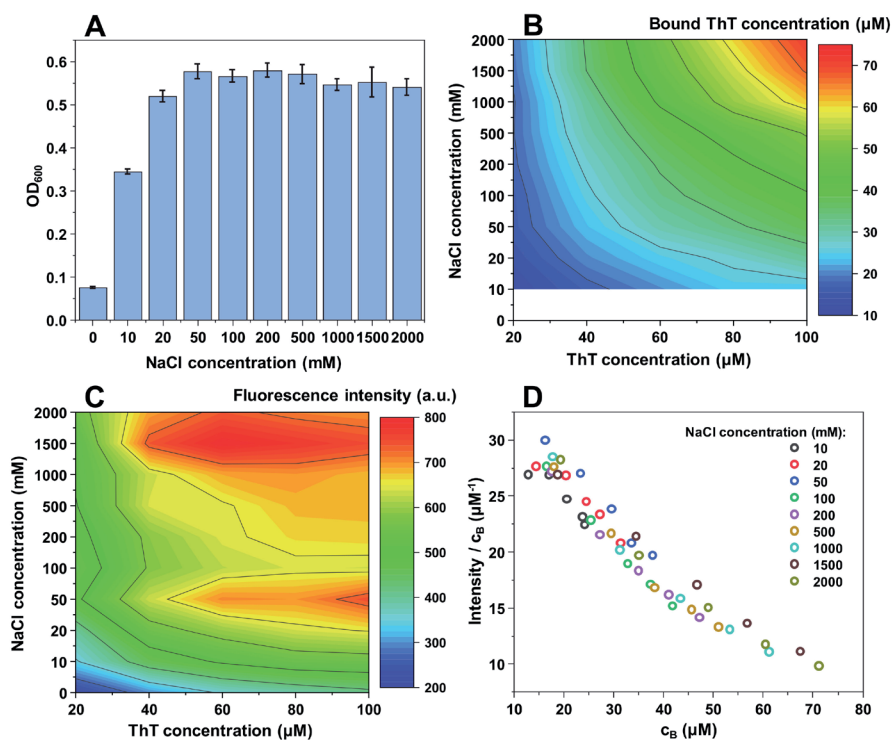 A
OD600
0.6
0.5
0.4
0.3
0.2
0.1
0.0
0 10 20 50 100 200 500 1000 1500 2000
NaCl concentration (mM)
B
Bound ThT concentration (µM)
NaCl concentration (mM)
2000
1500
1000
500
200
100
50
20
10
0
20 40 60 80 100
ThT concentration (µM)
70
60
50
40
30
20
10
C
Fluorescence intensity (a.u.)
NaCl concentration (mM)
2000
1500
1000
500
200
100
50
20
10
0
20 40 60 80 100
ThT concentration (µM)
800
700
600
500
400
300
200
D
Intensity / cB (µM-1)
30
25
20
15
10
10 20 30 40 50 60 70 80
cB (µM)
NaCl concentration (mM):
10
20
50
100
200
500
1000
1500
2000